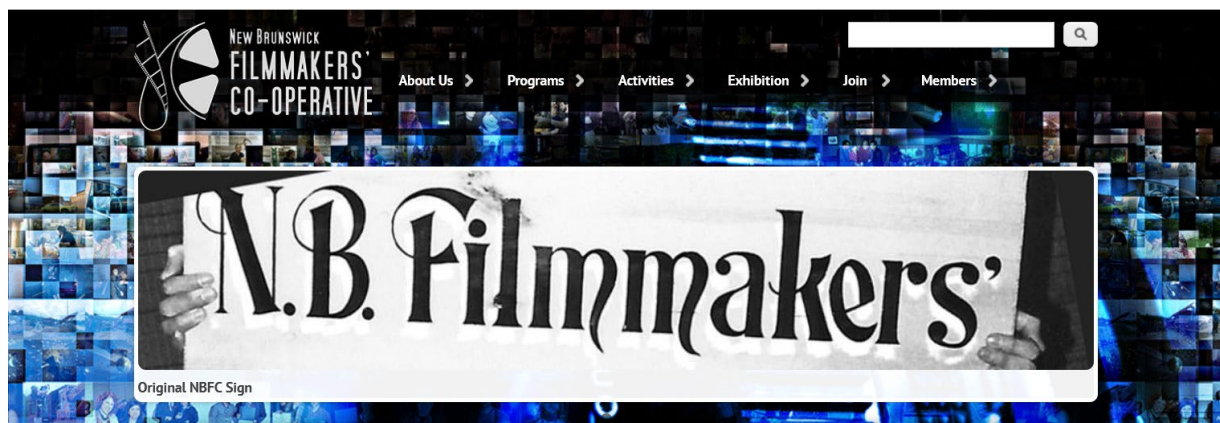 New Brunswick
FILMMAKERS'
CO-OPERATIVE
About Us
Programs
Activities
Exhibition
Join
Members
N.B. Filmmakers'
Original NBFC Sign